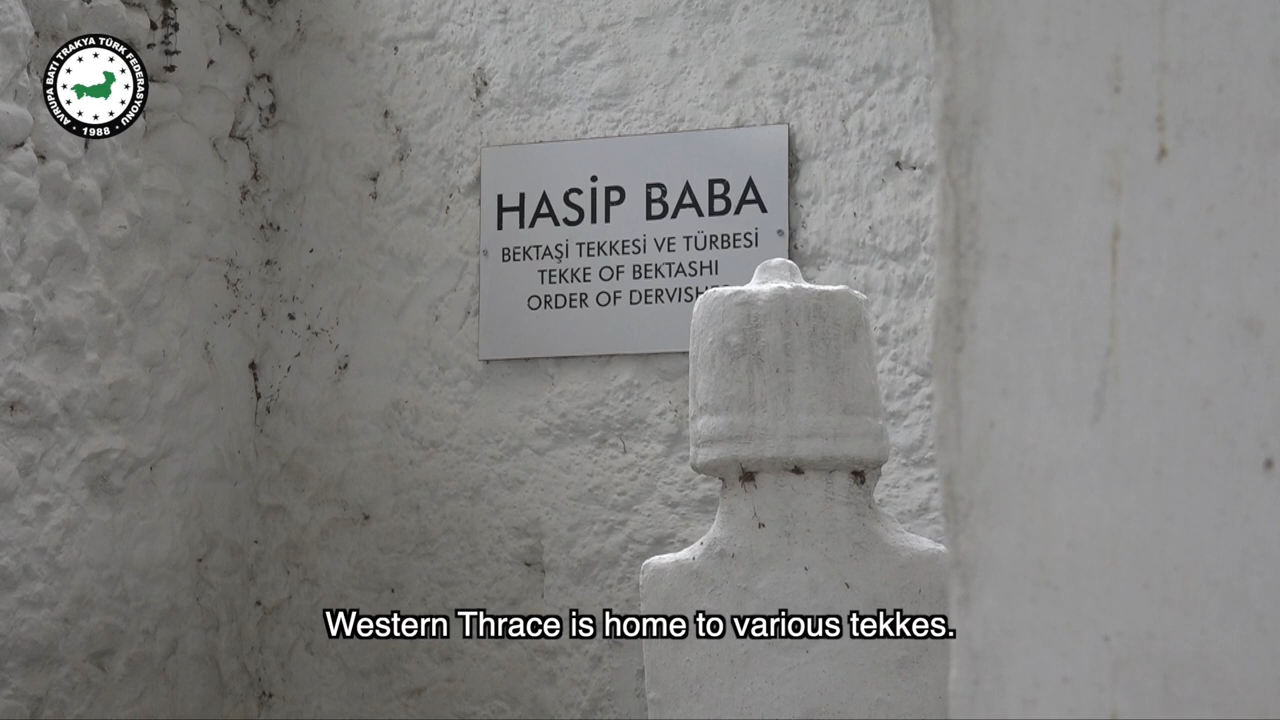 AVRUPA BATI TRAKYA TÜRK FEDERASYONU
· 1988 ·
HASİP BABA
BEKTAŞİ TEKKESİ VE TÜRBESİ
TEKKE OF BEKTASHI
ORDER OF
Western Thrace is home to various tekkes.